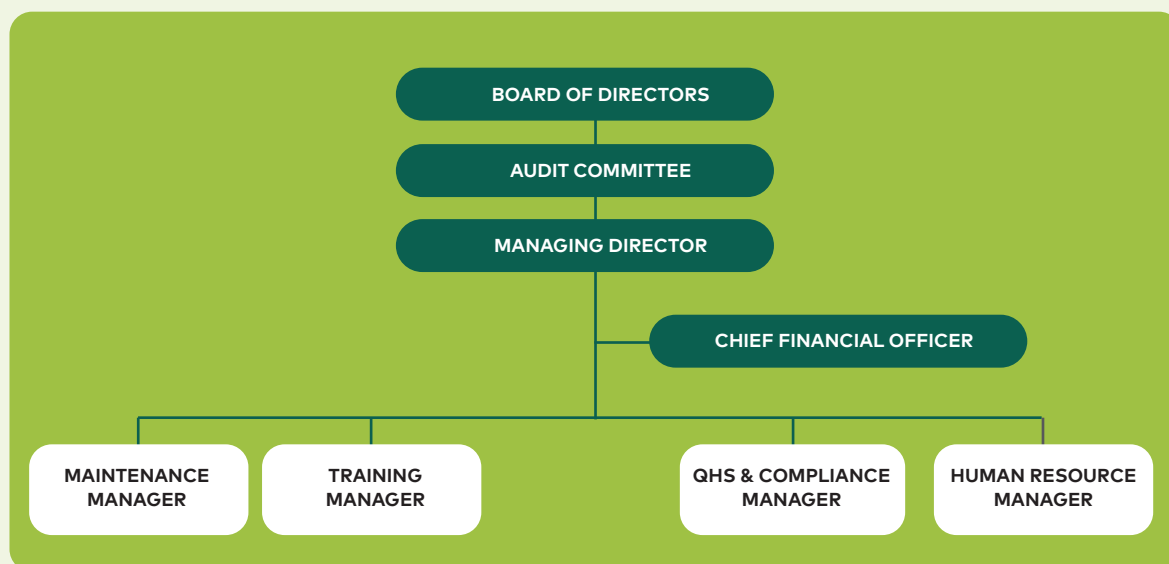 BOARD OF DIRECTORS
AUDIT COMMITTEE
MANAGING DIRECTOR
CHIEF FINANCIAL OFFICER
MAINTENANCE
MANAGER
TRAINING
MANAGER
QHS & COMPLIANCE
MANAGER
HUMAN RESOURCE
MANAGER